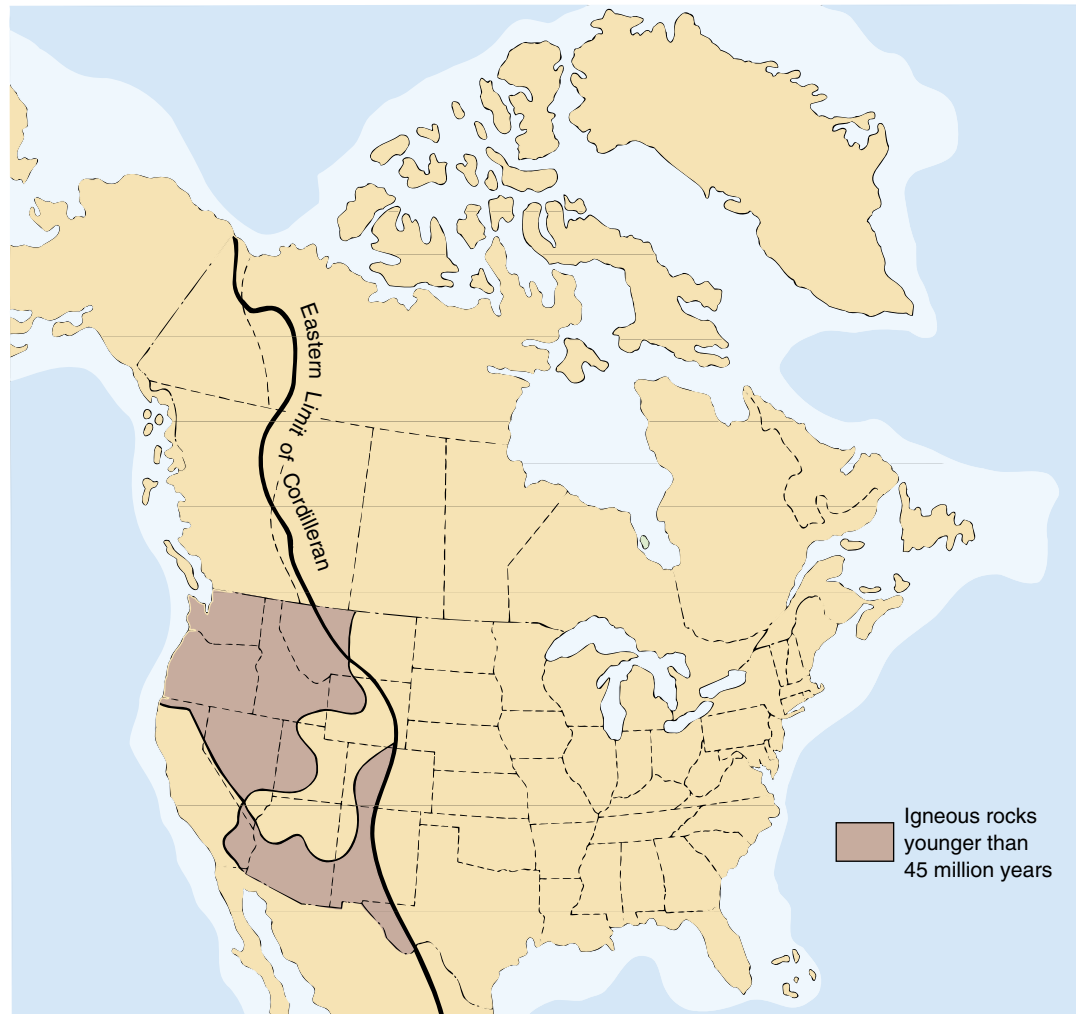 Eastern Limit of Cordilleran
Igneous rocks
younger than
45 million years